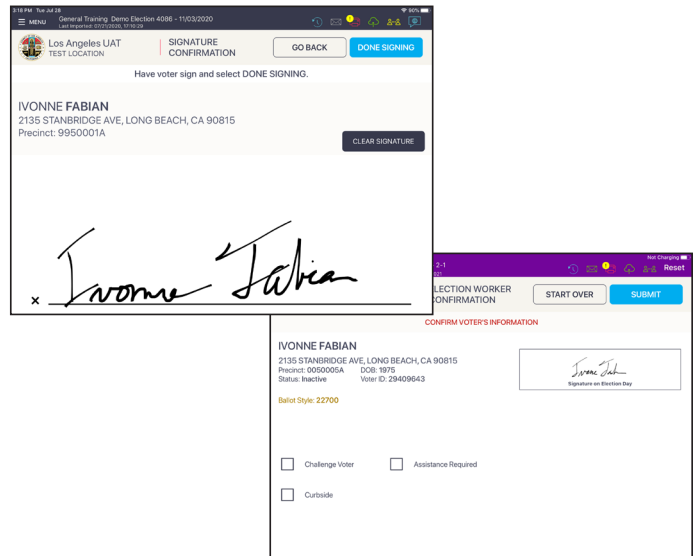 3:18 PM Tue Jul 28
90%
MENU
General Training Demo Election 4086 - 11/03/2020
Last Imported: 07/21/2020, 17:16:29
Los Angeles UAT
TEST LOCATION
SIGNATURE
CONFIRMATION
GO BACK
DONE SIGNING
Have voter sign and select DONE SIGNING.
IVONNE FABIAN
2135 STANBRIDGE AVE, LONG BEACH, CA 90815
Precinct: 9950001A
CLEAR SIGNATURE
x Ivonne Fabian
Not Charging
2-1
021
Reset
LECTION WORKER
CONFIRMATION
START OVER
SUBMIT
CONFIRM VOTER'S INFORMATION
IVONNE FABIAN
2135 STANBRIDGE AVE, LONG BEACH, CA 90815
Precinct: 0050005A DOB: 1975
Status: Inactive Voter ID: 29409643
Ballot Style: 22700
Signature on Election Day
Challenge Voter
Assistance Required
Curbside